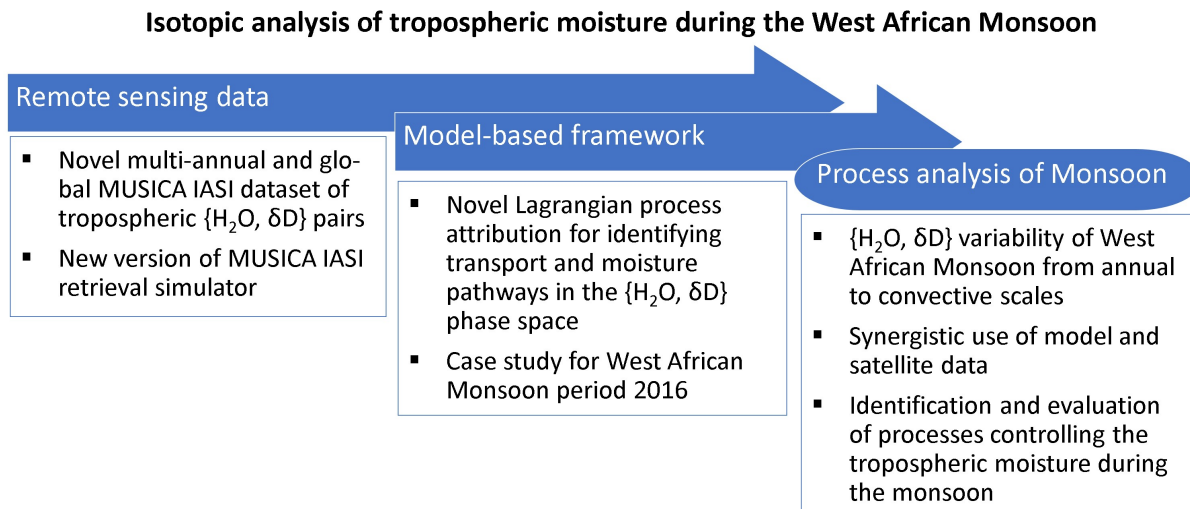 Isotopic analysis of tropospheric moisture during the West African Monsoon
Remote sensing data
▪ Novel multi-annual and glo-
bal MUSICA IASI dataset of
tropospheric {H₂O, δD} pairs
▪ New version of MUSICA IASI
retrieval simulator
Model-based framework
▪ Novel Lagrangian process
attribution for identifying
transport and moisture
pathways in the {H₂O, δD}
phase space
▪ Case study for West African
Monsoon period 2016
Process analysis of Monsoon
▪ {H₂O, δD} variability of West
African Monsoon from annual
to convective scales
▪ Synergistic use of model and
satellite data
▪ Identification and evaluation
of processes controlling the
tropospheric moisture during
the monsoon